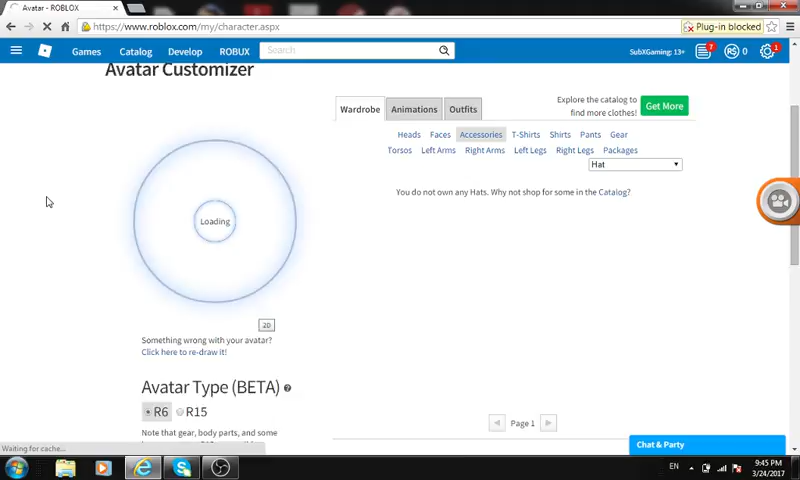 Avatar - ROBLOX
https://www.roblox.com/my/character.aspx
Plug-in blocked
Games
Catalog
Develop
ROBUX
Search
SubXGaming: 13+
7
0
1
Avatar Customizer
Wardrobe
Animations
Outfits
Explore the catalog to
find more clothes!
Get More
Heads
Faces
Accessories
T-Shirts
Shirts
Pants
Gear
Torsos
Left Arms
Right Arms
Left Legs
Right Legs
Packages
Hat
You do not own any Hats. Why not shop for some in the Catalog?
Loading
2D
Something wrong with your avatar?
Click here to re-draw it!
Avatar Type (BETA)
R6
R15
Note that gear, body parts, and some
Page 1
Waiting for cache...
Chat & Party
EN
9:45 PM
3/24/2017